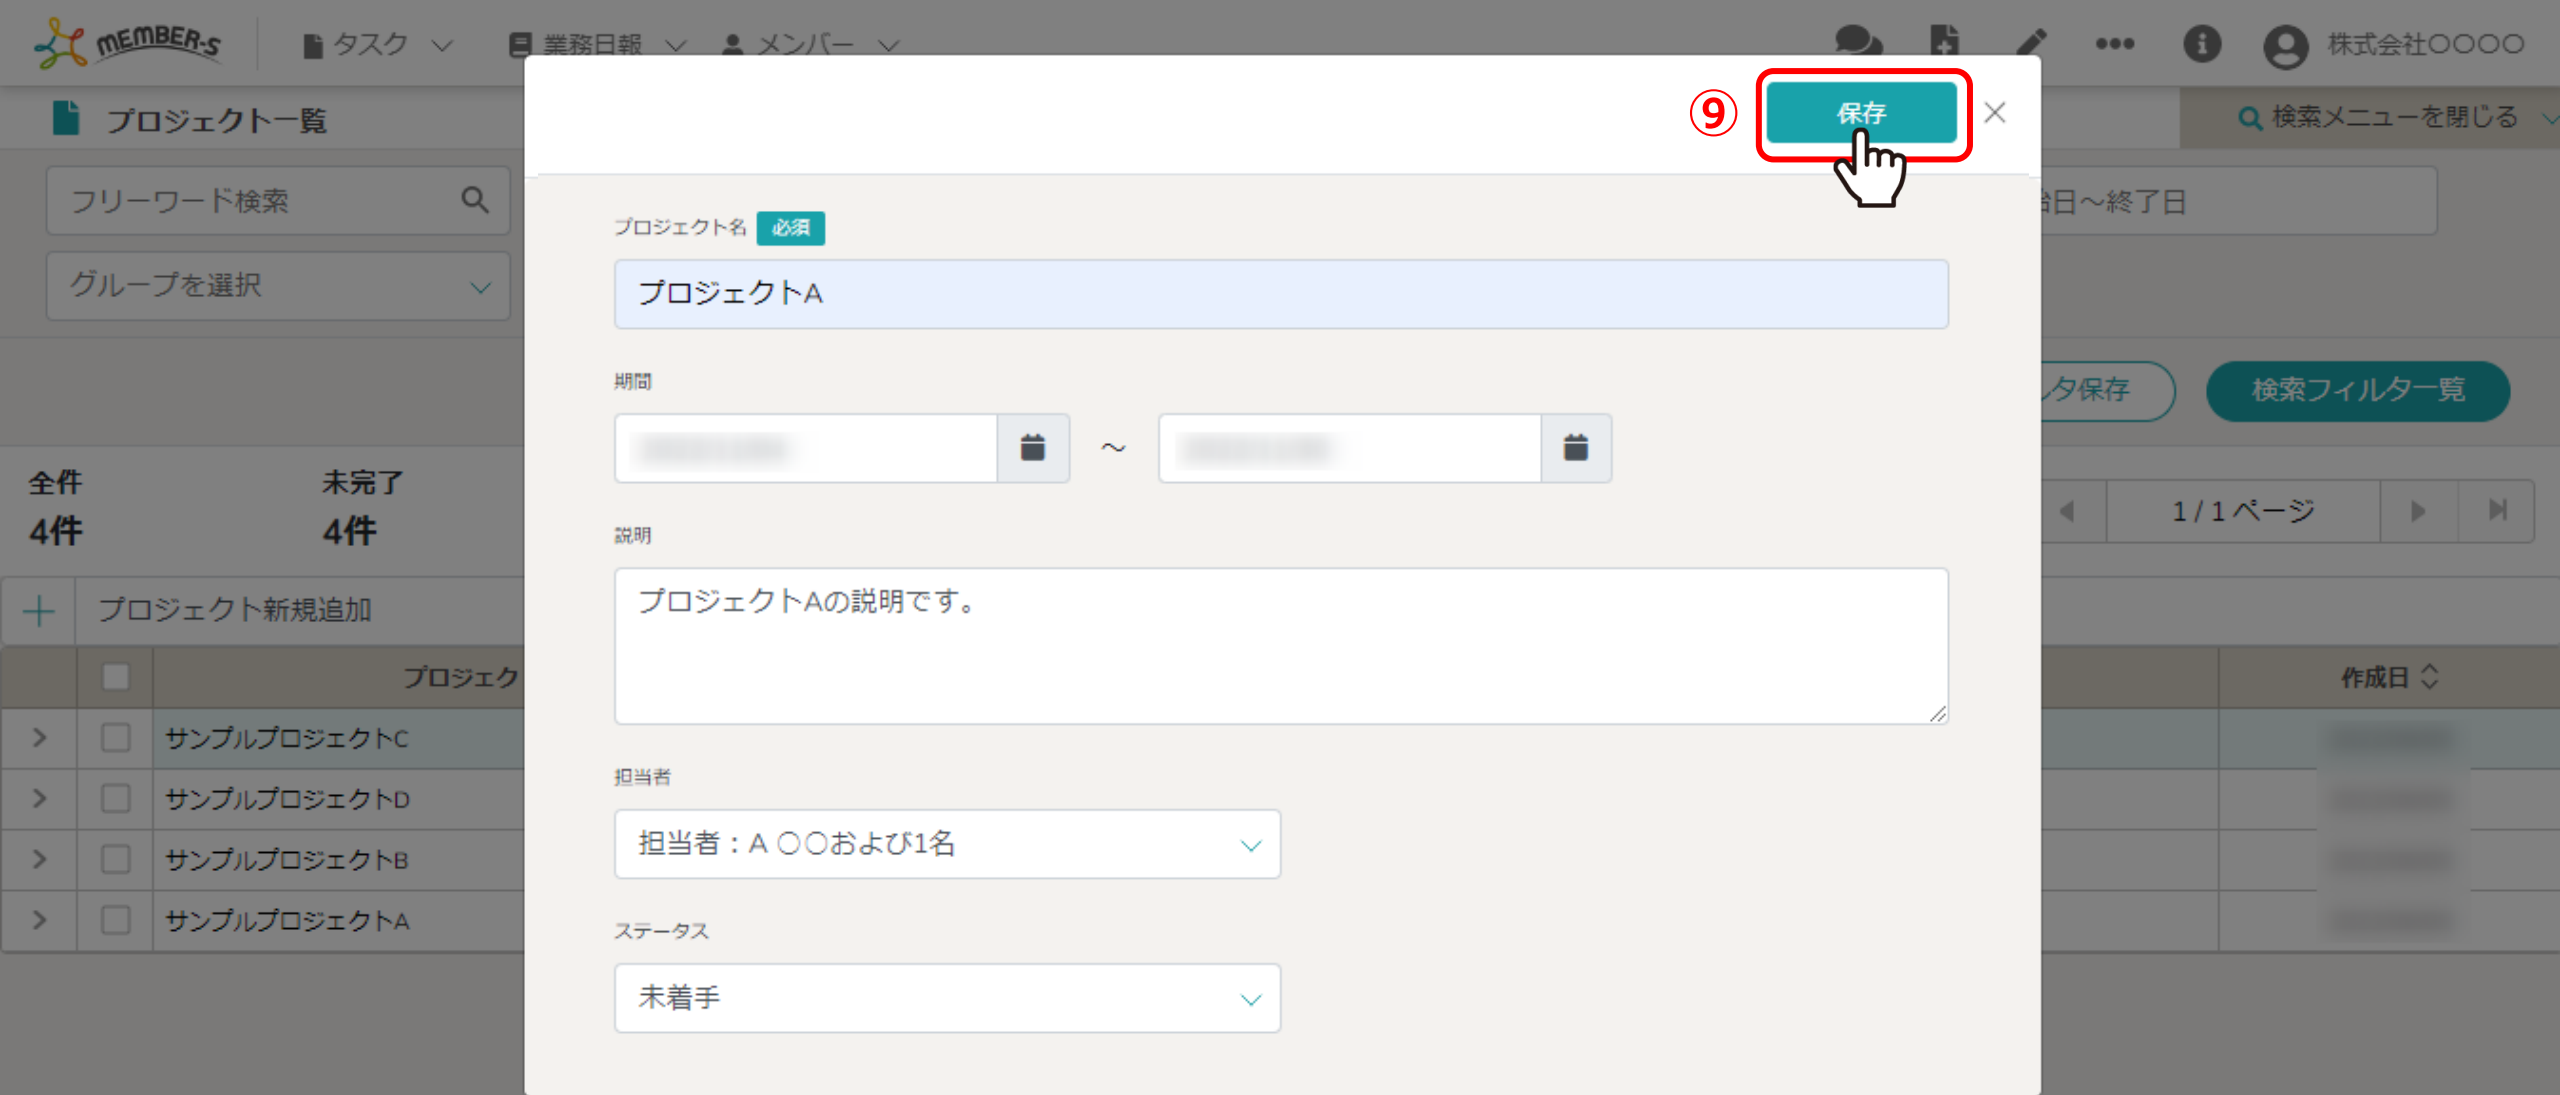 MEMBER-S タスク 業務日報 メンバー 株式会社〇〇〇〇
プロジェクト一覧
検索メニューを閉じる
フリーワード検索
日～終了日
グループを選択
タ保存
検索フィルタ一覧
全件
4件
未完了
4件
1 / 1 ページ
プロジェクト新規追加
プロジェク
作成日
サンプルプロジェクトC
サンプルプロジェクトD
サンプルプロジェクトB
サンプルプロジェクトA
⑨ 保存
プロジェクト名 必須
プロジェクトA
期間
～
説明
プロジェクトAの説明です。
担当者
担当者：A 〇〇および1名
ステータス
未着手